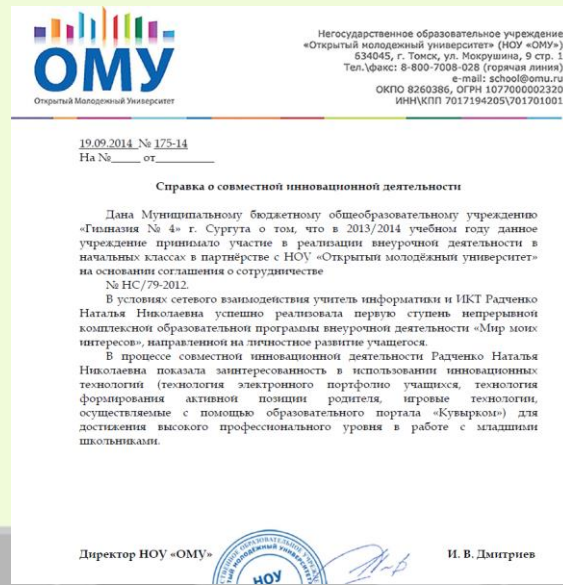 ОМУ
Открытый Молодежный Университет
Негосударственное образовательное учреждение
«Открытый молодежный университет» (НОУ «ОМУ»)
634045, г. Томск, ул. Мокрушина, 9 стр. 1
Тел.\факс: 8-800-7008-028 (горячая линия)
e-mail: school@omu.ru
ОКПО 8260386, ОГРН 1077000002320
ИНН\КПП 7017194205\701701001
19.09.2014 № 175-14
На №_____ от__________
Справка о совместной инновационной деятельности
Дана Муниципальному бюджетному общеобразовательному учреждению
«Гимназия № 4» г. Сургута о том, что в 2013/2014 учебном году данное
учреждение принимало участие в реализации внеурочной деятельности в
начальных классах в партнёрстве с НОУ «Открытый молодёжный университет»
на основании соглашения о сотрудничестве
№ НС/79-2012.
В условиях сетевого взаимодействия учитель информатики и ИКТ Радченко
Наталья Николаевна успешно реализовала первую ступень непрерывной
комплексной образовательной программы внеурочной деятельности «Мир моих
интересов», направленной на личностное развитие учащегося.
В процессе совместной инновационной деятельности Радченко Наталья
Николаевна показала заинтересованность в использовании инновационных
технологий (технология электронного портфолио учащихся, технология
формирования активной позиции родителя, игровые технологии,
осуществляемые с помощью образовательного портала «Кувырком») для
достижения высокого профессионального уровня в работе с младшими
школьниками.
Директор НОУ «ОМУ»
НОУ
И. В. Дмитриев